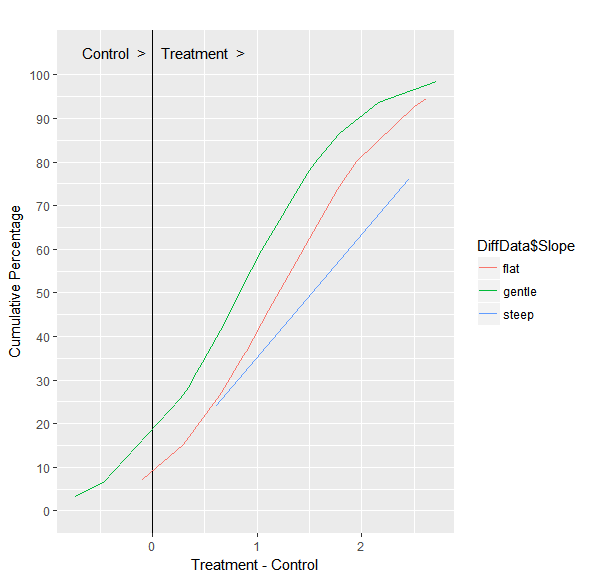 Control > Treatment >
100
90
80
70
60
50
40
30
20
10
0
Cumulative Percentage
0 1 2
Treatment - Control
DiffData$Slope
flat
gentle
steep